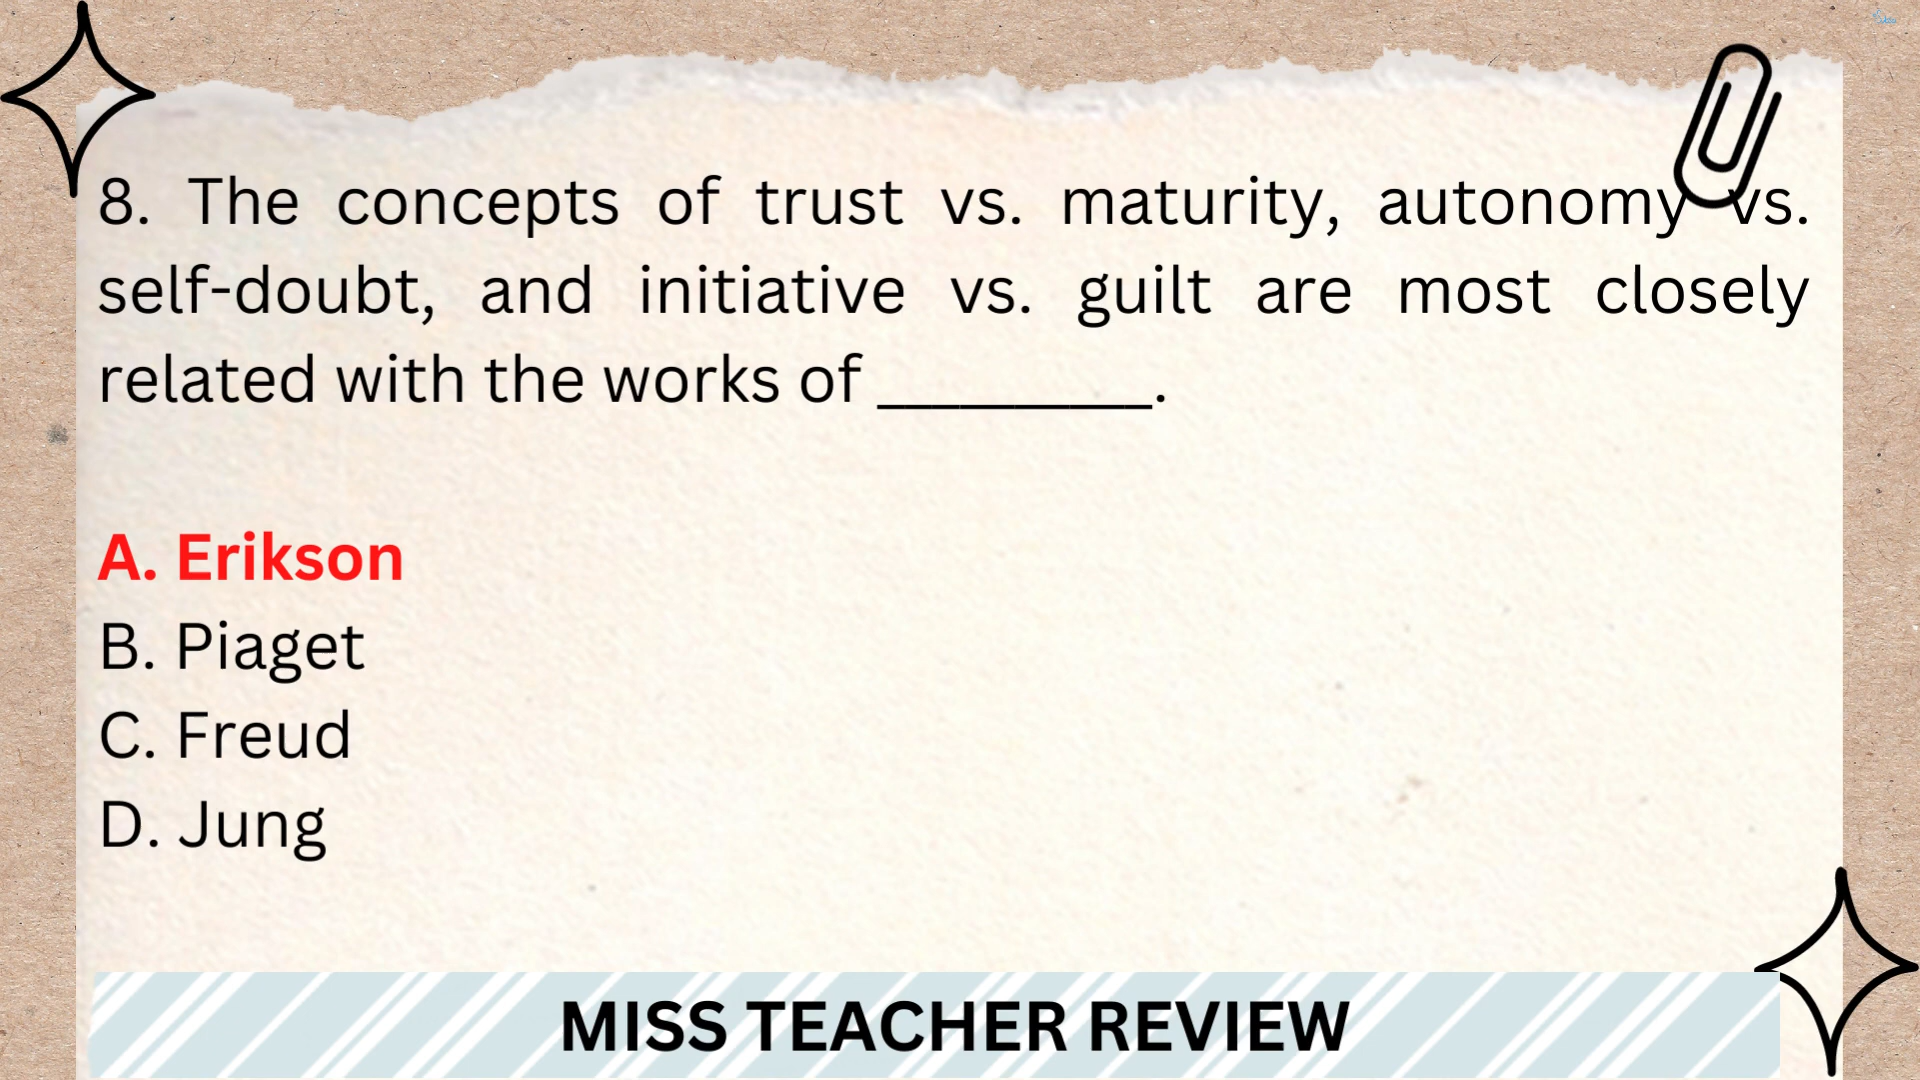 8. The concepts of trust vs. maturity, autonomy vs.
self-doubt, and initiative vs. guilt are most closely
related with the works of __________.
A. Erikson
B. Piaget
C. Freud
D. Jung
MISS TEACHER REVIEW